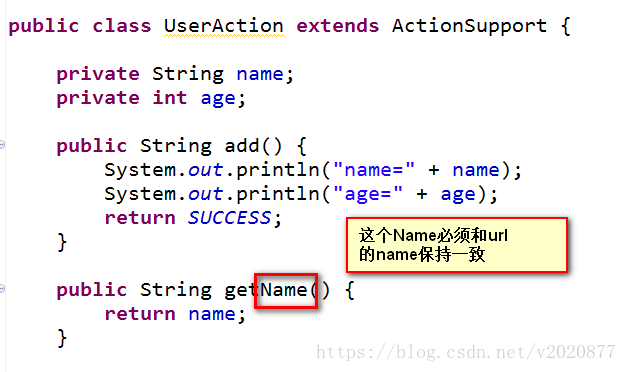 public class UserAction extends ActionSupport {
private String name;
private int age;
public String add() {
System.out.println("name=" + name);
System.out.println("age=" + age);
return SUCCESS;
}
这个Name必须和url
的name保持一致
public String getName() {
return name;
}
https://blog.csdn.net/v2020877